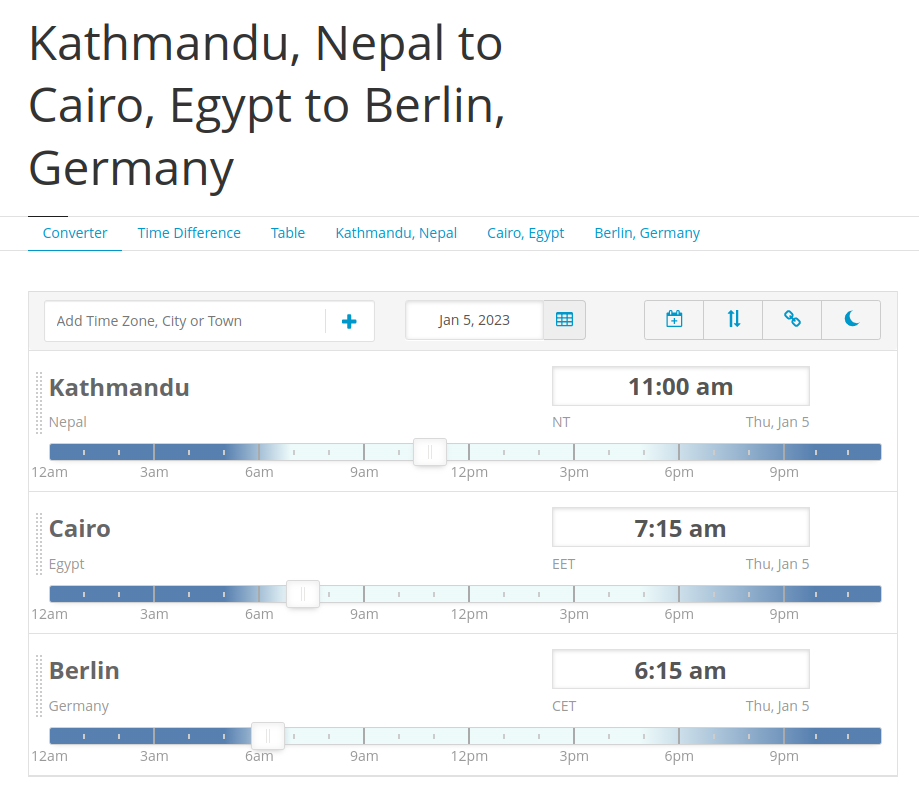 Kathmandu, Nepal to
Cairo, Egypt to Berlin,
Germany
Converter Time Difference Table Kathmandu, Nepal Cairo, Egypt Berlin, Germany
Add Time Zone, City or Town Jan 5, 2023
Kathmandu 11:00 am
Nepal NT Thu, Jan 5
12am 3am 6am 9am 12pm 3pm 6pm 9pm
Cairo 7:15 am
Egypt EET Thu, Jan 5
12am 3am 6am 9am 12pm 3pm 6pm 9pm
Berlin 6:15 am
Germany CET Thu, Jan 5
12am 3am 6am 9am 12pm 3pm 6pm 9pm